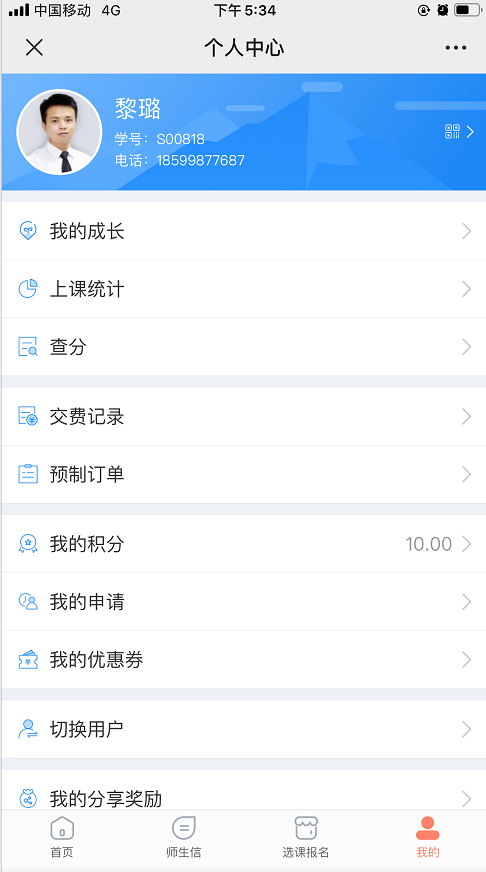 中国移动 4G 下午 5:34
个人中心
黎璐
学号：S00818
电话：18599877687
我的成长
上课统计
查分
交费记录
预制订单
我的积分 10.00
我的申请
我的优惠券
切换用户
我的分享奖励
首页 师生信 选课报名 我的